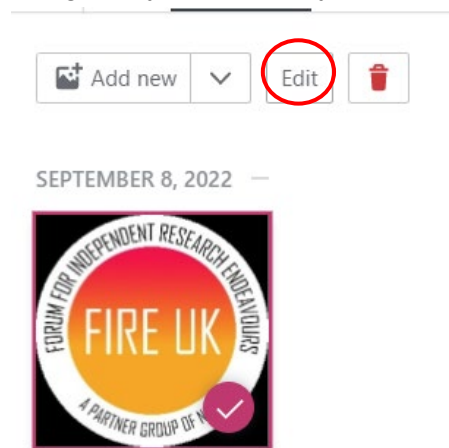 Add new
Edit
SEPTEMBER 8, 2022
FORUM FOR INDEPENDENT RESEARCH ENDEAVOURS
FIRE UK
A PARTNER GROUP OF